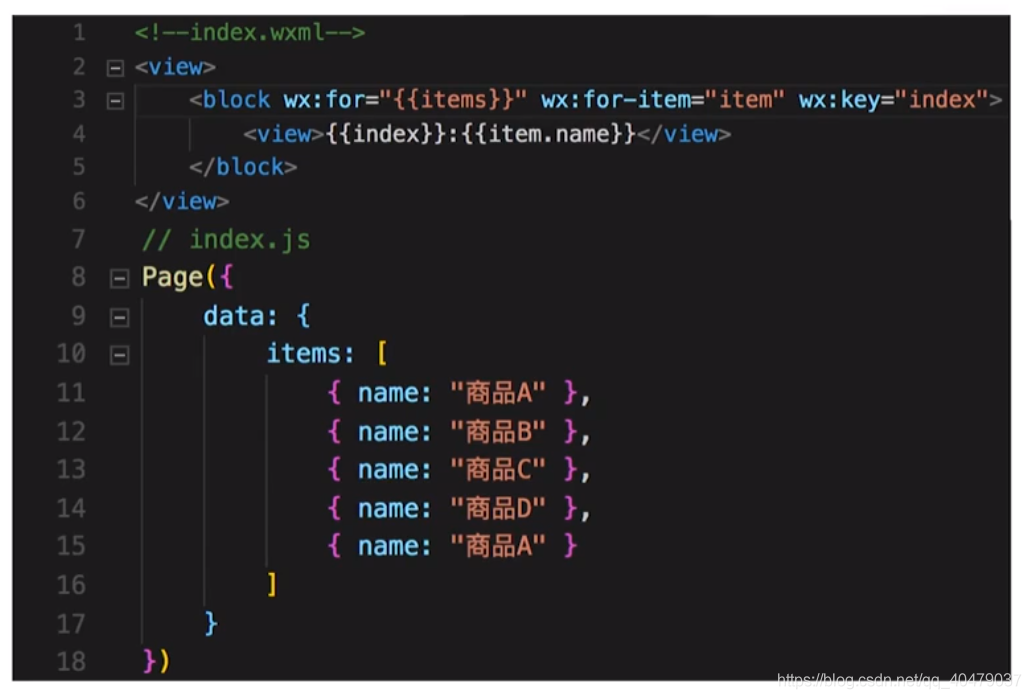 1 <!--index.wxml-->
2 <view>
3 <block wx:for="{{items}}" wx:for-item="item" wx:key="index">
4 <view>{{index}}:{{item.name}}</view>
5 </block>
6 </view>
7 // index.js
8 Page({
9 data: {
10 items: [
11 { name: "商品A" },
12 { name: "商品B" },
13 { name: "商品C" },
14 { name: "商品D" },
15 { name: "商品A" }
16 ]
17 }
18 })
https://blog.csdn.net/qq_40479037